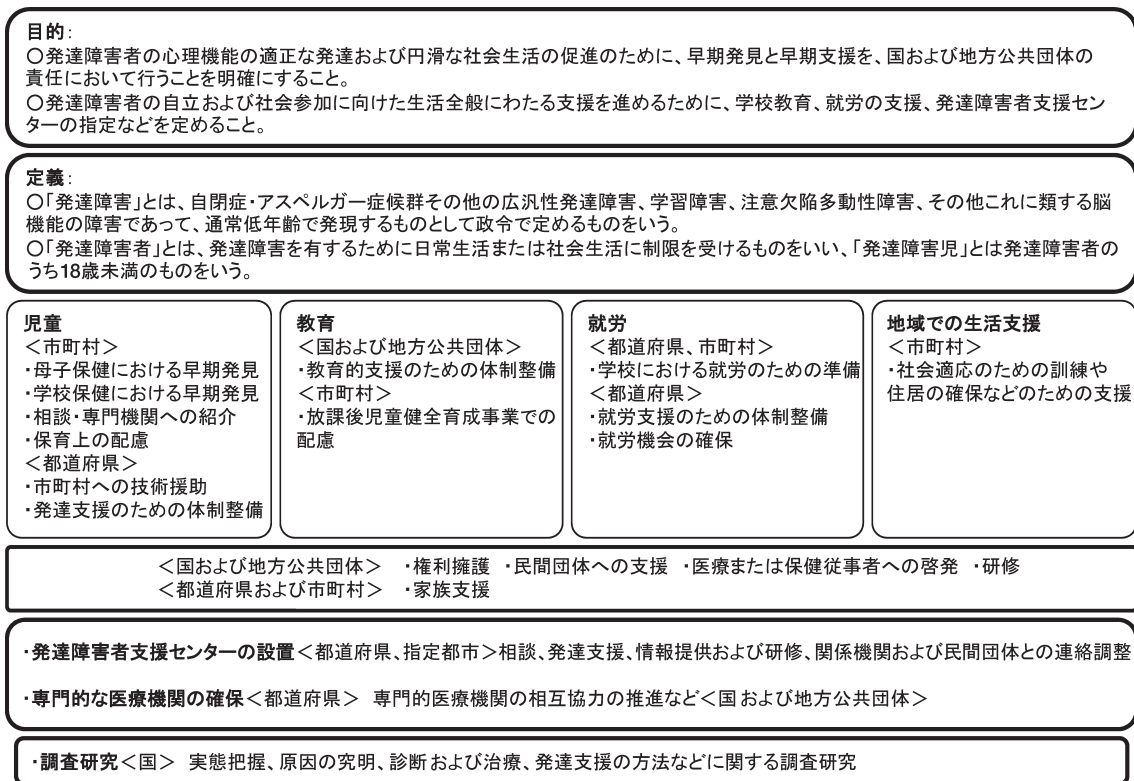 目的:
〇発達障害者の心理機能の適正な発達および円滑な社会生活の促進のために、早期発見と早期支援を、国および地方公共団体の
責任において行うことを明確にすること。
〇発達障害者の自立および社会参加に向けた生活全般にわたる支援を進めるために、学校教育、就労の支援、発達障害者支援セン
ターの指定などを定めること。
定義:
〇「発達障害」とは、自閉症・アスペルガー症候群その他の広汎性発達障害、学習障害、注意欠陥多動性障害、その他これに類する脳
機能の障害であって、通常低年齢で発現するものとして政令で定めるものをいう。
〇「発達障害者」とは、発達障害を有するために日常生活または社会生活に制限を受けるものをいい、「発達障害児」とは発達障害者の
うち18歳未満のものをいう。
児童
＜市町村＞
・母子保健における早期発見
・学校保健における早期発見
・相談・専門機関への紹介
・保育上の配慮
＜都道府県＞
・市町村への技術援助
・発達支援のための体制整備
教育
＜国および地方公共団体＞
・教育的支援のための体制整備
＜市町村＞
・放課後児童健全育成事業での
配慮
就労
＜都道府県、市町村＞
・学校における就労のための準備
＜都道府県＞
・就労支援のための体制整備
・就労機会の確保
地域での生活支援
＜市町村＞
・社会適応のための訓練や
住居の確保などのための支援
＜国および地方公共団体＞ ・権利擁護 ・民間団体への支援 ・医療または保健従事者への啓発 ・研修
＜都道府県および市町村＞ ・家族支援
・発達障害者支援センターの設置＜都道府県、指定都市＞相談、発達支援、情報提供および研修、関係機関および民間団体との連絡調整
・専門的な医療機関の確保＜都道府県＞ 専門的医療機関の相互協力の推進など＜国および地方公共団体＞
・調査研究＜国＞ 実態把握、原因の究明、診断および治療、発達支援の方法などに関する調査研究